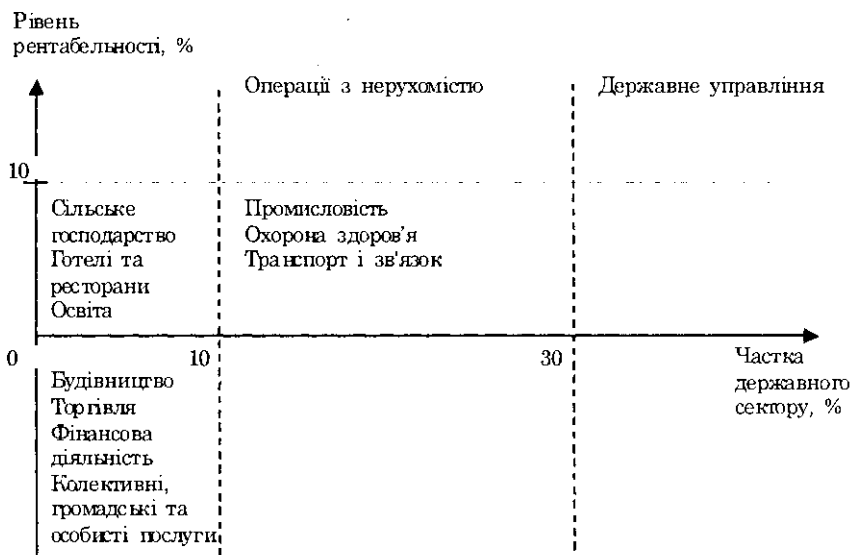 Рівень
рентабельності, %
Операції з нерухомістю
Державне управління
10
Сільське
господарство
Готелі та
ресторани
Освіта
Промисловість
Охорона здоров'я
Транспорт і зв'язок
0
10
30
Частка
державного
сектору, %
Будівництво
Торгівля
Фінансова
діяльність
Колективні,
громадські та
особисті послуги